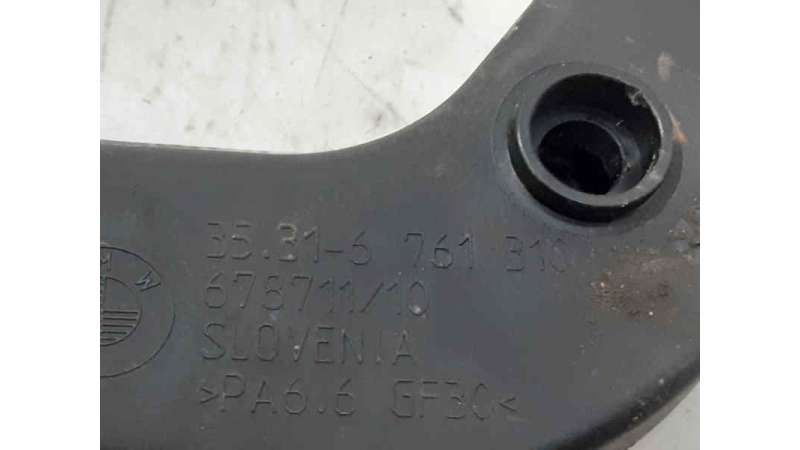 35.31-6 761 310
678711/10
SLOVENIA
>PA6.6 GF30<
M W